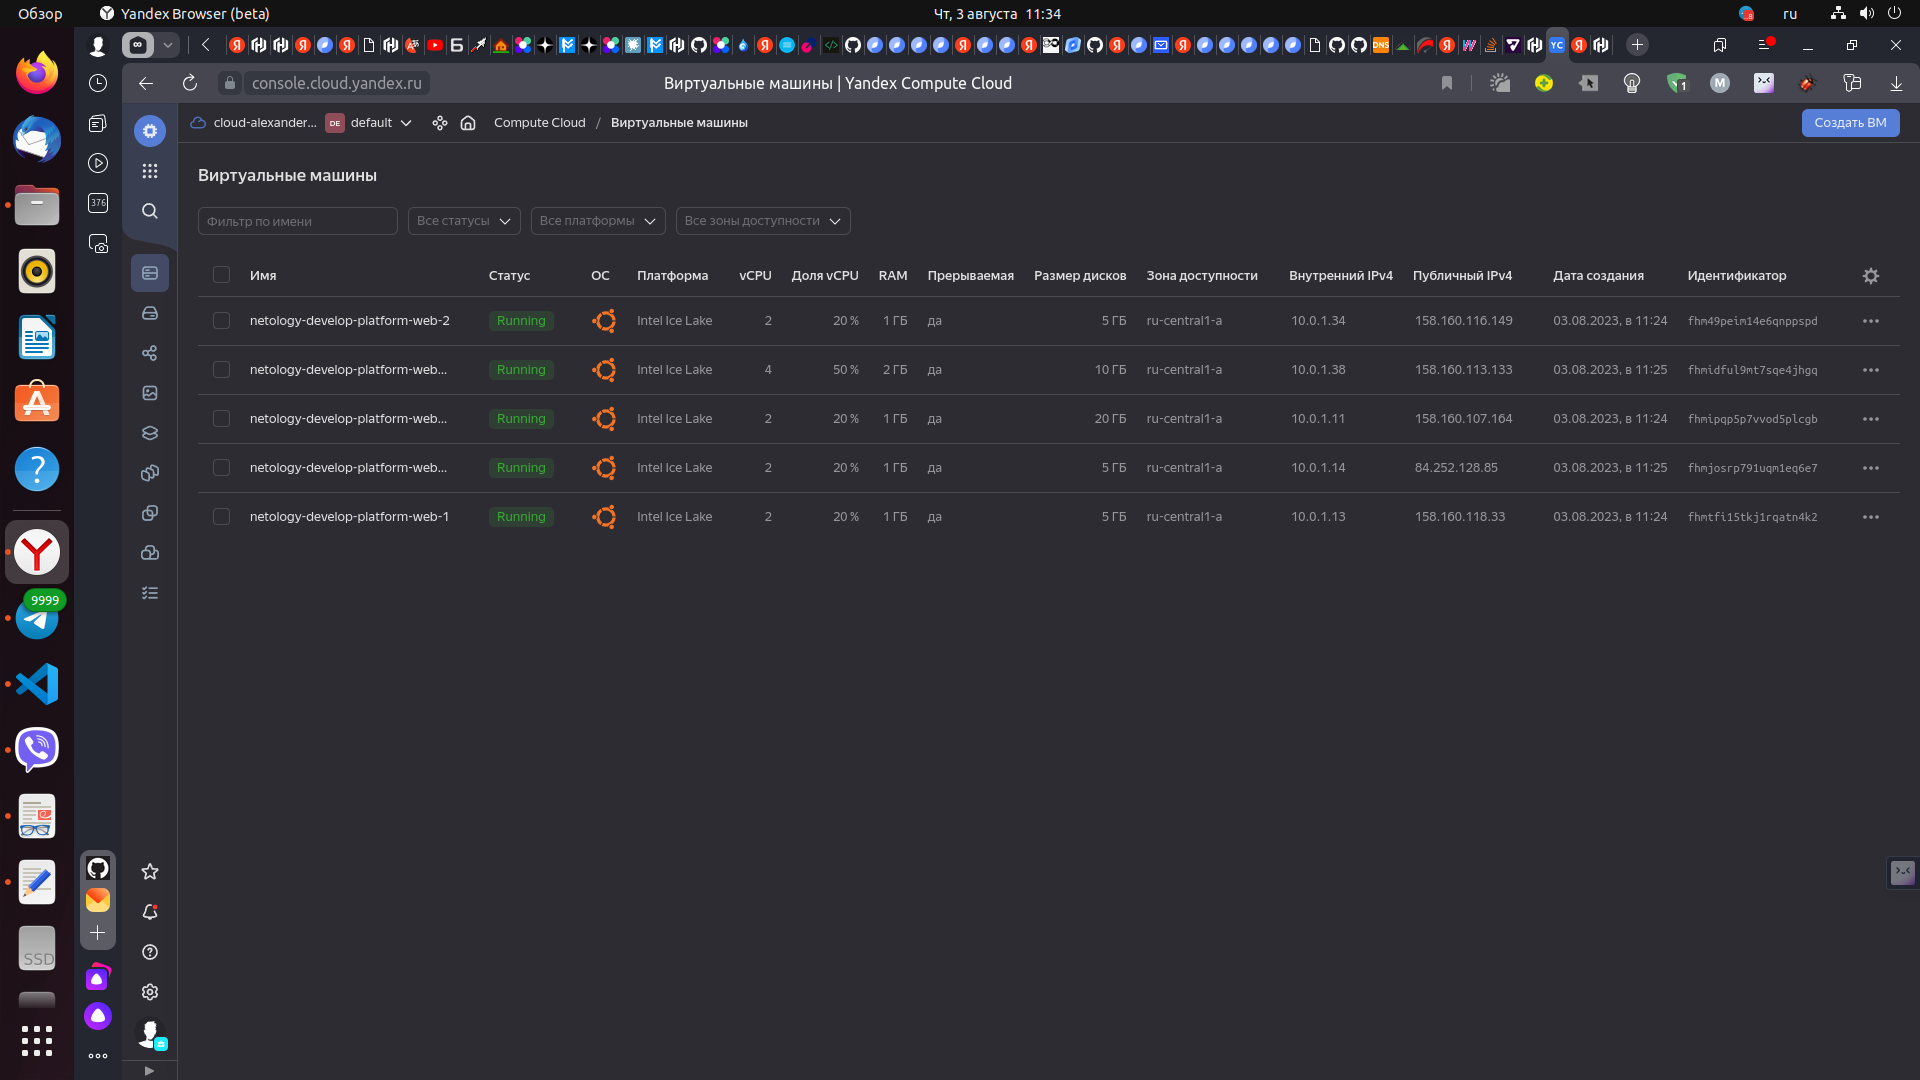 Обзор
Yandex Browser (beta)
Чт, 3 августа 11:34
ru
console.cloud.yandex.ru
Виртуальные машины | Yandex Compute Cloud
cloud-alexander... DE default Compute Cloud / Виртуальные машины
Создать ВМ
Виртуальные машины
Фильтр по имени
Все статусы
Все платформы
Все зоны доступности
Имя Статус ОС Платформа vCPU Доля vCPU RAM Прерываемая Размер дисков Зона доступности Внутренний IPv4 Публичный IPv4 Дата создания Идентификатор
netology-develop-platform-web-2 Running Intel Ice Lake 2 20 % 1 ГБ да 5 ГБ ru-central1-a 10.0.1.34 158.160.116.149 03.08.2023, в 11:24 fhm49peim14e6qnppspd
netology-develop-platform-web... Running Intel Ice Lake 4 50 % 2 ГБ да 10 ГБ ru-central1-a 10.0.1.38 158.160.113.133 03.08.2023, в 11:25 fhmidful9mt7sqe4jhgq
netology-develop-platform-web... Running Intel Ice Lake 2 20 % 1 ГБ да 20 ГБ ru-central1-a 10.0.1.11 158.160.107.164 03.08.2023, в 11:24 fhmipqp5p7vvod5plcgb
netology-develop-platform-web... Running Intel Ice Lake 2 20 % 1 ГБ да 5 ГБ ru-central1-a 10.0.1.14 84.252.128.85 03.08.2023, в 11:25 fhmjosrp791uqm1eq6e7
netology-develop-platform-web-1 Running Intel Ice Lake 2 20 % 1 ГБ да 5 ГБ ru-central1-a 10.0.1.13 158.160.118.33 03.08.2023, в 11:24 fhmtfi15tkj1rqatn4k2
376
9999
SSD
DNS
YC
M
1